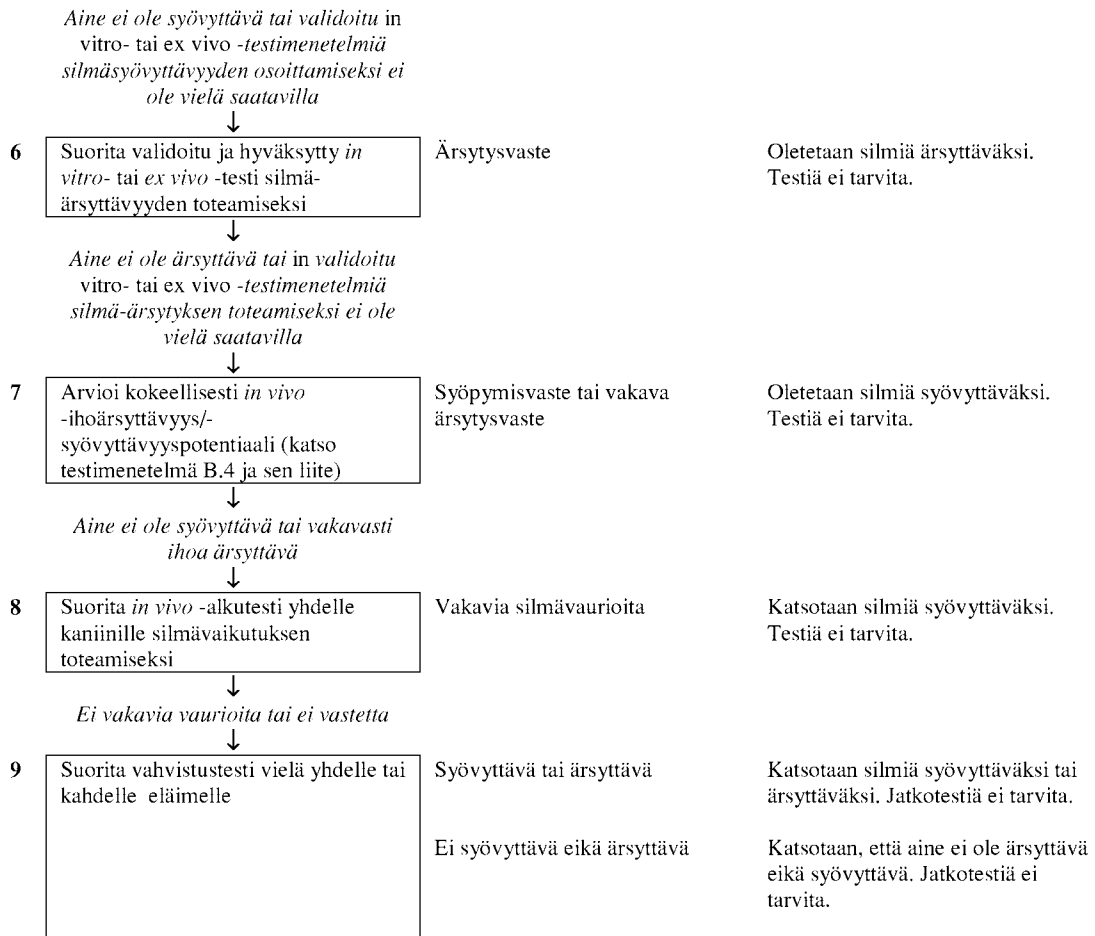 Aine ei ole syövyttävä tai validoitu in
vitro- tai ex vivo -testimenetelmiä
silmäsyövyttävyyden osoittamiseksi ei
ole vielä saatavilla
↓
6 Suorita validoitu ja hyväksytty in
vitro- tai ex vivo -testi silmä-
ärsyttävyyden toteamiseksi
Ärsytysvaste
Oletetaan silmiä ärsyttäväksi.
Testiä ei tarvita.
↓
Aine ei ole ärsyttävä tai in validoitu
vitro- tai ex vivo -testimenetelmiä
silmä-ärsytyksen toteamiseksi ei ole
vielä saatavilla
↓
7 Arvioi kokeellisesti in vivo
-ihoärsyttävyys/-
syövyttävyyspotentiaali (katso
testimenetelmä B.4 ja sen liite)
Syöpymisvaste tai vakava
ärsytysvaste
Oletetaan silmiä syövyttäväksi.
Testiä ei tarvita.
↓
Aine ei ole syövyttävä tai vakavasti
ihoa ärsyttävä
↓
8 Suorita in vivo -alkutesti yhdelle
kaniinille silmävaikutuksen
toteamiseksi
Vakavia silmävaurioita
Katsotaan silmiä syövyttäväksi.
Testiä ei tarvita.
↓
Ei vakavia vaurioita tai ei vastetta
↓
9 Suorita vahvistustesti vielä yhdelle tai
kahdelle eläimelle
Syövyttävä tai ärsyttävä
Katsotaan silmiä syövyttäväksi tai
ärsyttäväksi. Jatkotestiä ei tarvita.
Ei syövyttävä eikä ärsyttävä
Katsotaan, että aine ei ole ärsyttävä
eikä syövyttävä. Jatkotestiä ei
tarvita.